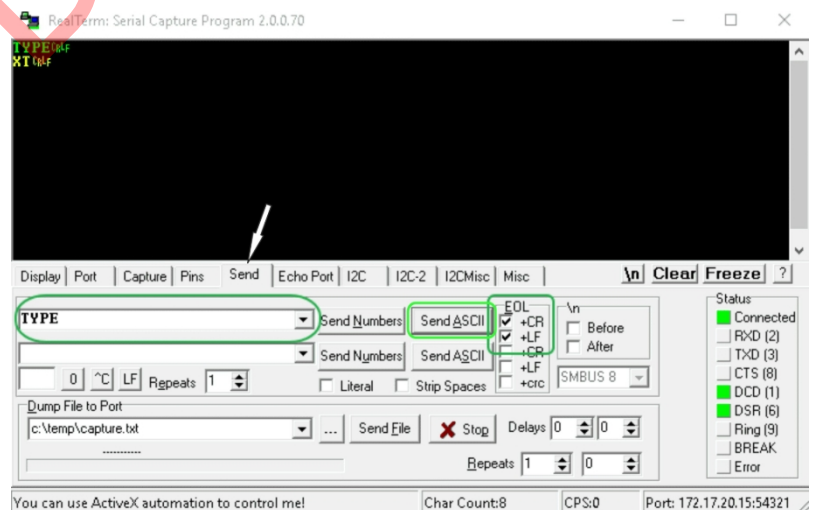 RealTerm: Serial Capture Program 2.0.0.70
TYPECRLF
XTCRLF
Display Port Capture Pins Send Echo Port I2C I2C-2 I2CMisc Misc \n Clear Freeze ?
TYPE Send Numbers Send ASCII
Send Numbers Send ASCII
0 ^C LF Repeats 1 Literal Strip Spaces
EOL
+CR
+LF
+CR
+LF
+crc
\n
Before
After
SMBUS 8
Dump File to Port
c:\temp\capture.txt ... Send File Stop Delays 0 0
Repeats 1 0
Status
Connected
RXD (2)
TXD (3)
CTS (8)
DCD (1)
DSR (6)
Ring (9)
BREAK
Error
You can use ActiveX automation to control me! Char Count:8 CPS:0 Port: 172.17.20.15:54321